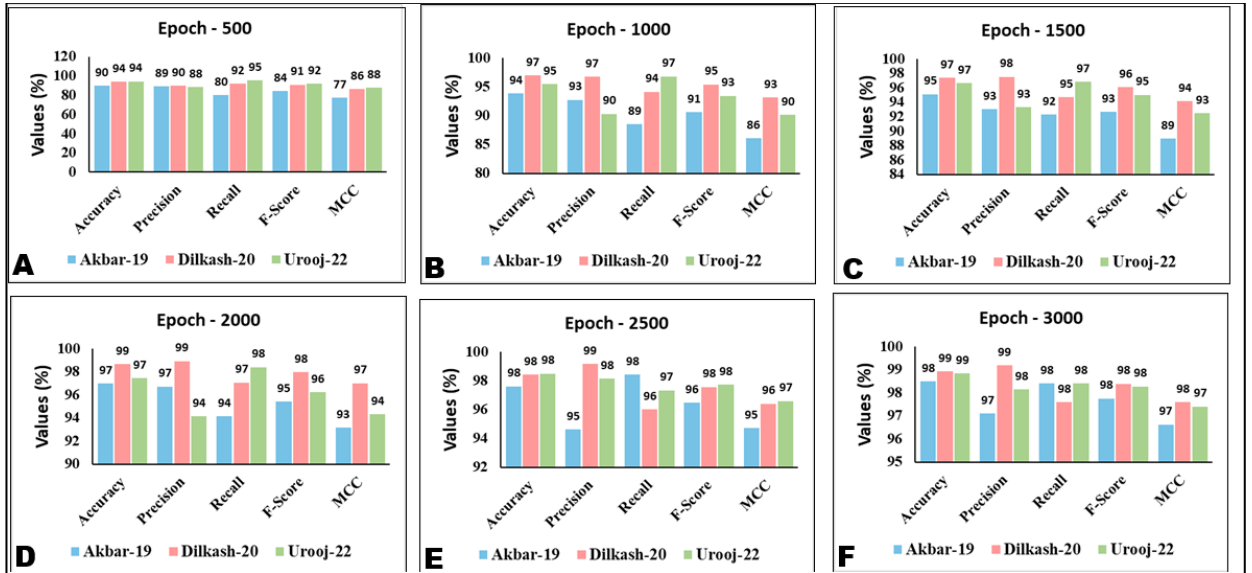 Epoch - 500
Values (%)
120
100
80
60
40
20
0
90 94 94
89 90 88
80 92 95
84 91 92
77 86 88
Accuracy Precision Recall F-Score MCC
Akbar-19 Dilkash-20 Urooj-22
A
Epoch - 1000
Values (%)
100
95
90
85
80
94 97 95
93 97 90
89 94 97
91 95 93
86 93 90
Accuracy Precision Recall F-Score MCC
Akbar-19 Dilkash-20 Urooj-22
B
Epoch - 1500
Values (%)
98
96
94
92
90
88
86
84
95 97 97
93 98 93
92 95 97
93 96 95
89 94 93
Accuracy Precision Recall F-Score MCC
Akbar-19 Dilkash-20 Urooj-22
C
Epoch - 2000
Values (%)
100
98
96
94
92
90
97 99 97
97 99 94
94 97 98
95 98 96
93 97 94
Accuracy Precision Recall F-Score MCC
Akbar-19 Dilkash-20 Urooj-22
D
Epoch - 2500
Values (%)
100
98
96
94
92
98 98 98
95 99 98
98 96 97
96 98 98
95 96 97
Accuracy Precision Recall F-Score MCC
Akbar-19 Dilkash-20 Urooj-22
E
Epoch - 3000
Values (%)
100
99
98
97
96
95
98 99 99
97 99 98
98 98 98
98 98 98
97 98 97
Accuracy Precision Recall F-Score MCC
Akbar-19 Dilkash-20 Urooj-22
F